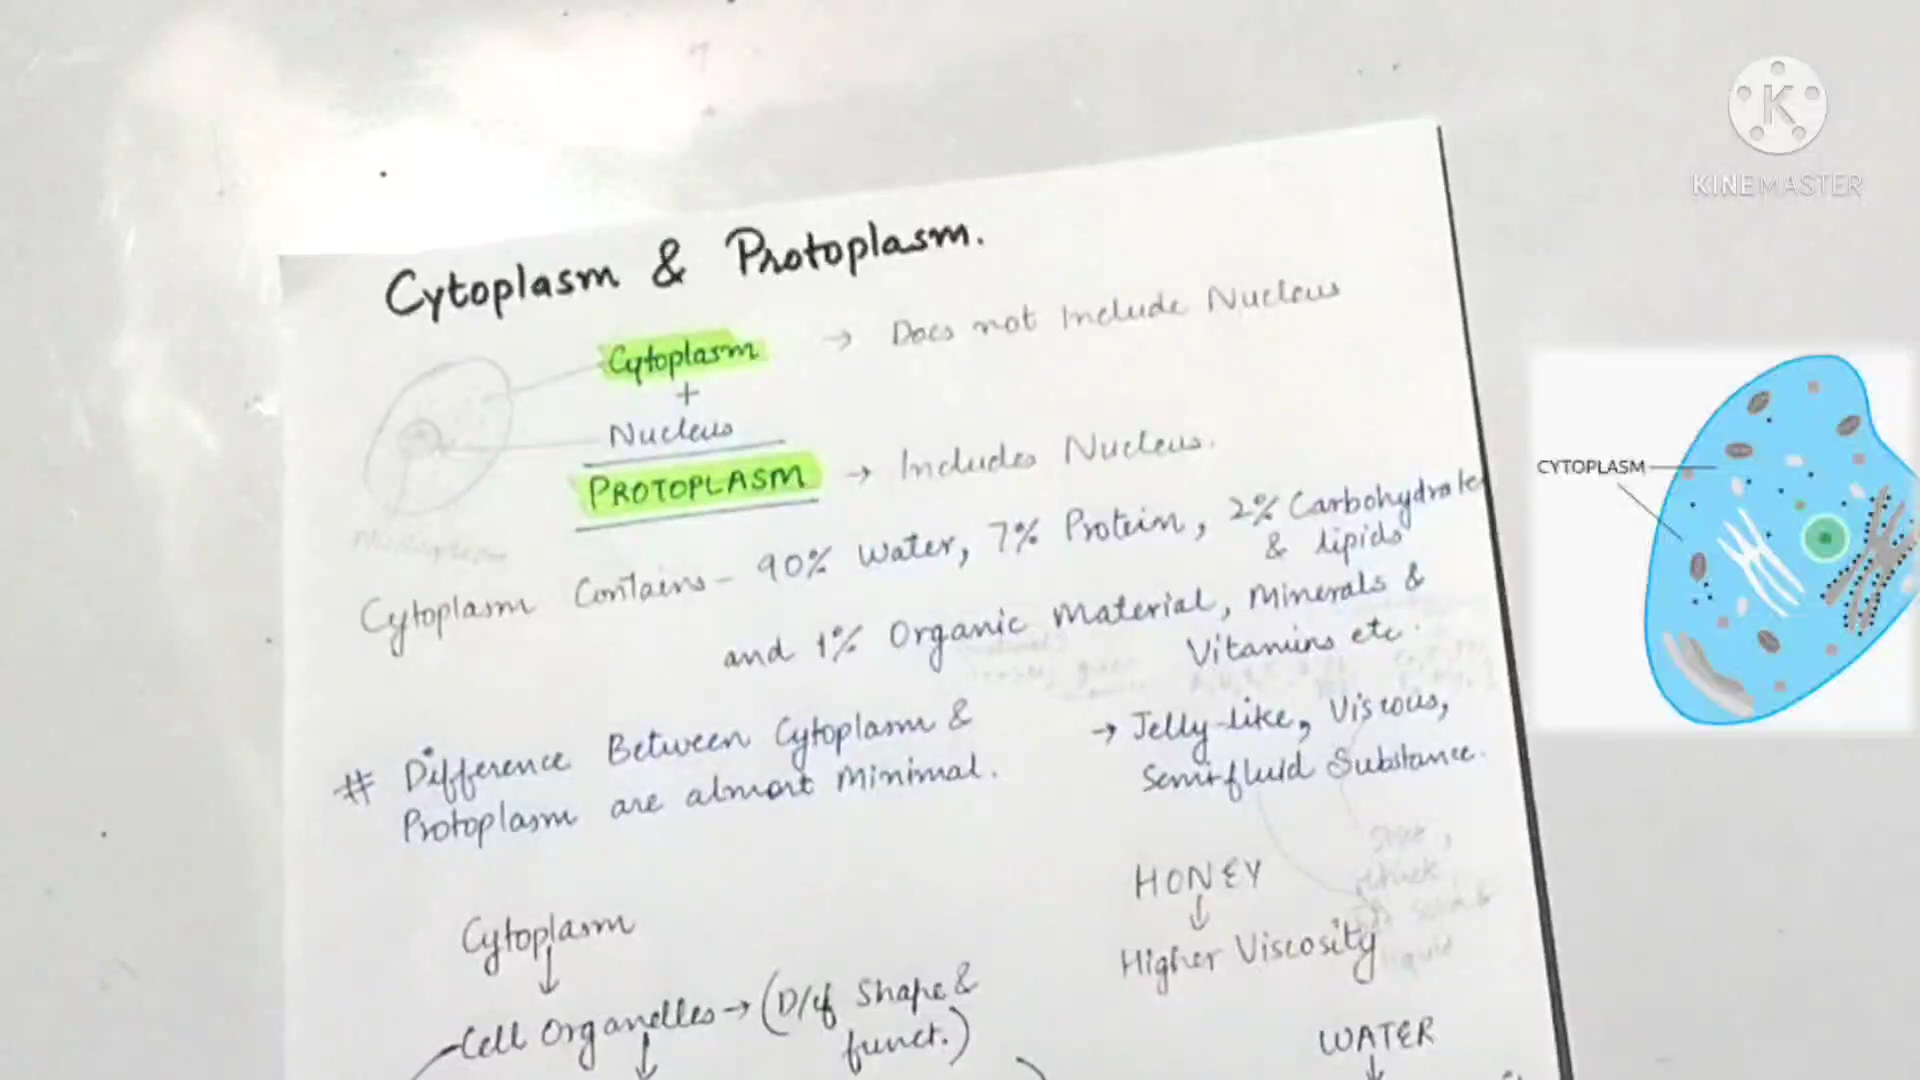 KINEMASTER
Cytoplasm & Protoplasm.
Cytoplasm → Does not Include Nucleus
+
Nucleus
PROTOPLASM → Includes Nucleus.
Cytoplasm Contains - 90% Water, 7% Protein, 2% Carbohydrate
& lipids
and 1% Organic Material, Minerals &
Vitamins etc.
# Difference Between Cytoplasm &
Protoplasm are almost Minimal.
→ Jelly-like, Viscous,
Semi-fluid Substance.
HONEY
↓
Higher Viscosity
WATER
Cytoplasm
↓
Cell Organelles → (D/f Shape &
funct.)
CYTOPLASM